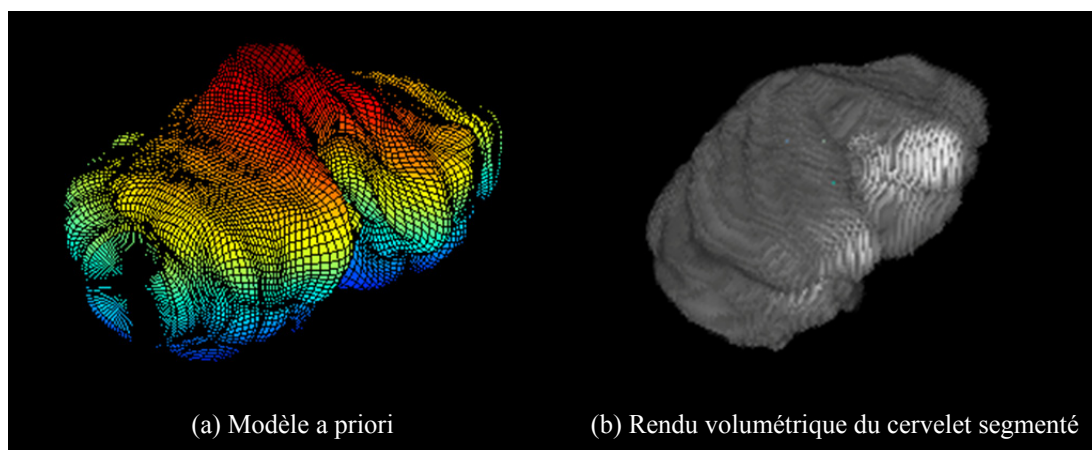 (a) Modèle a priori
(b) Rendu volumétrique du cervelet segmenté